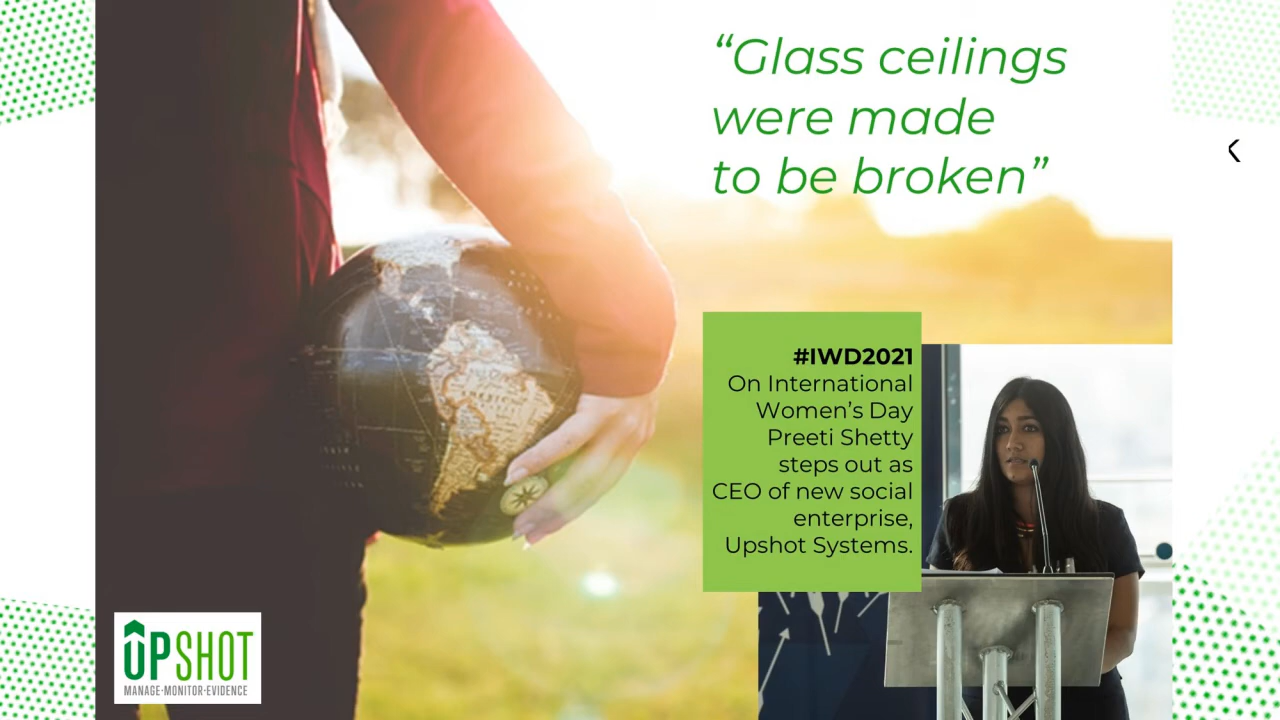 “Glass ceilings
were made
to be broken”
#IWD2021
On International
Women’s Day
Preeti Shetty
steps out as
CEO of new social
enterprise,
Upshot Systems.
UPSHOT
MANAGE·MONITOR·EVIDENCE